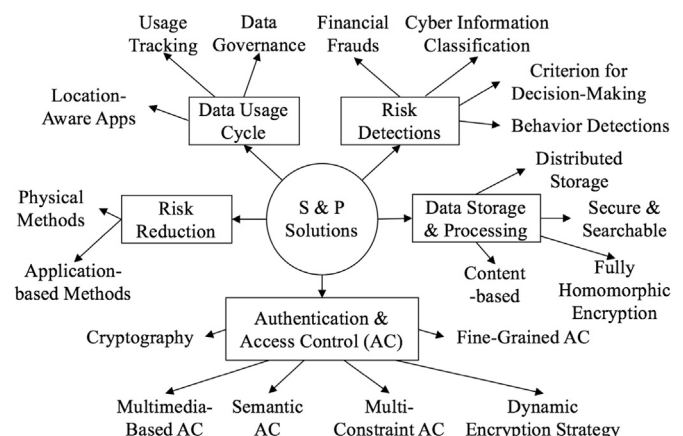 Usage
Tracking
Data
Governance
Financial
Frauds
Cyber Information
Classification
Location-
Aware Apps
Data Usage
Cycle
Risk
Detections
Criterion for
Decision-Making
Behavior Detections
Physical
Methods
Risk
Reduction
S & P
Solutions
Data Storage
& Processing
Distributed
Storage
Secure &
Searchable
Application-
based Methods
Content
-based
Fully
Homomorphic
Encryption
Authentication &
Access Control (AC)
Cryptography
Fine-Grained AC
Multimedia-
Based AC
Semantic
AC
Multi-
Constraint AC
Dynamic
Encryption Strategy